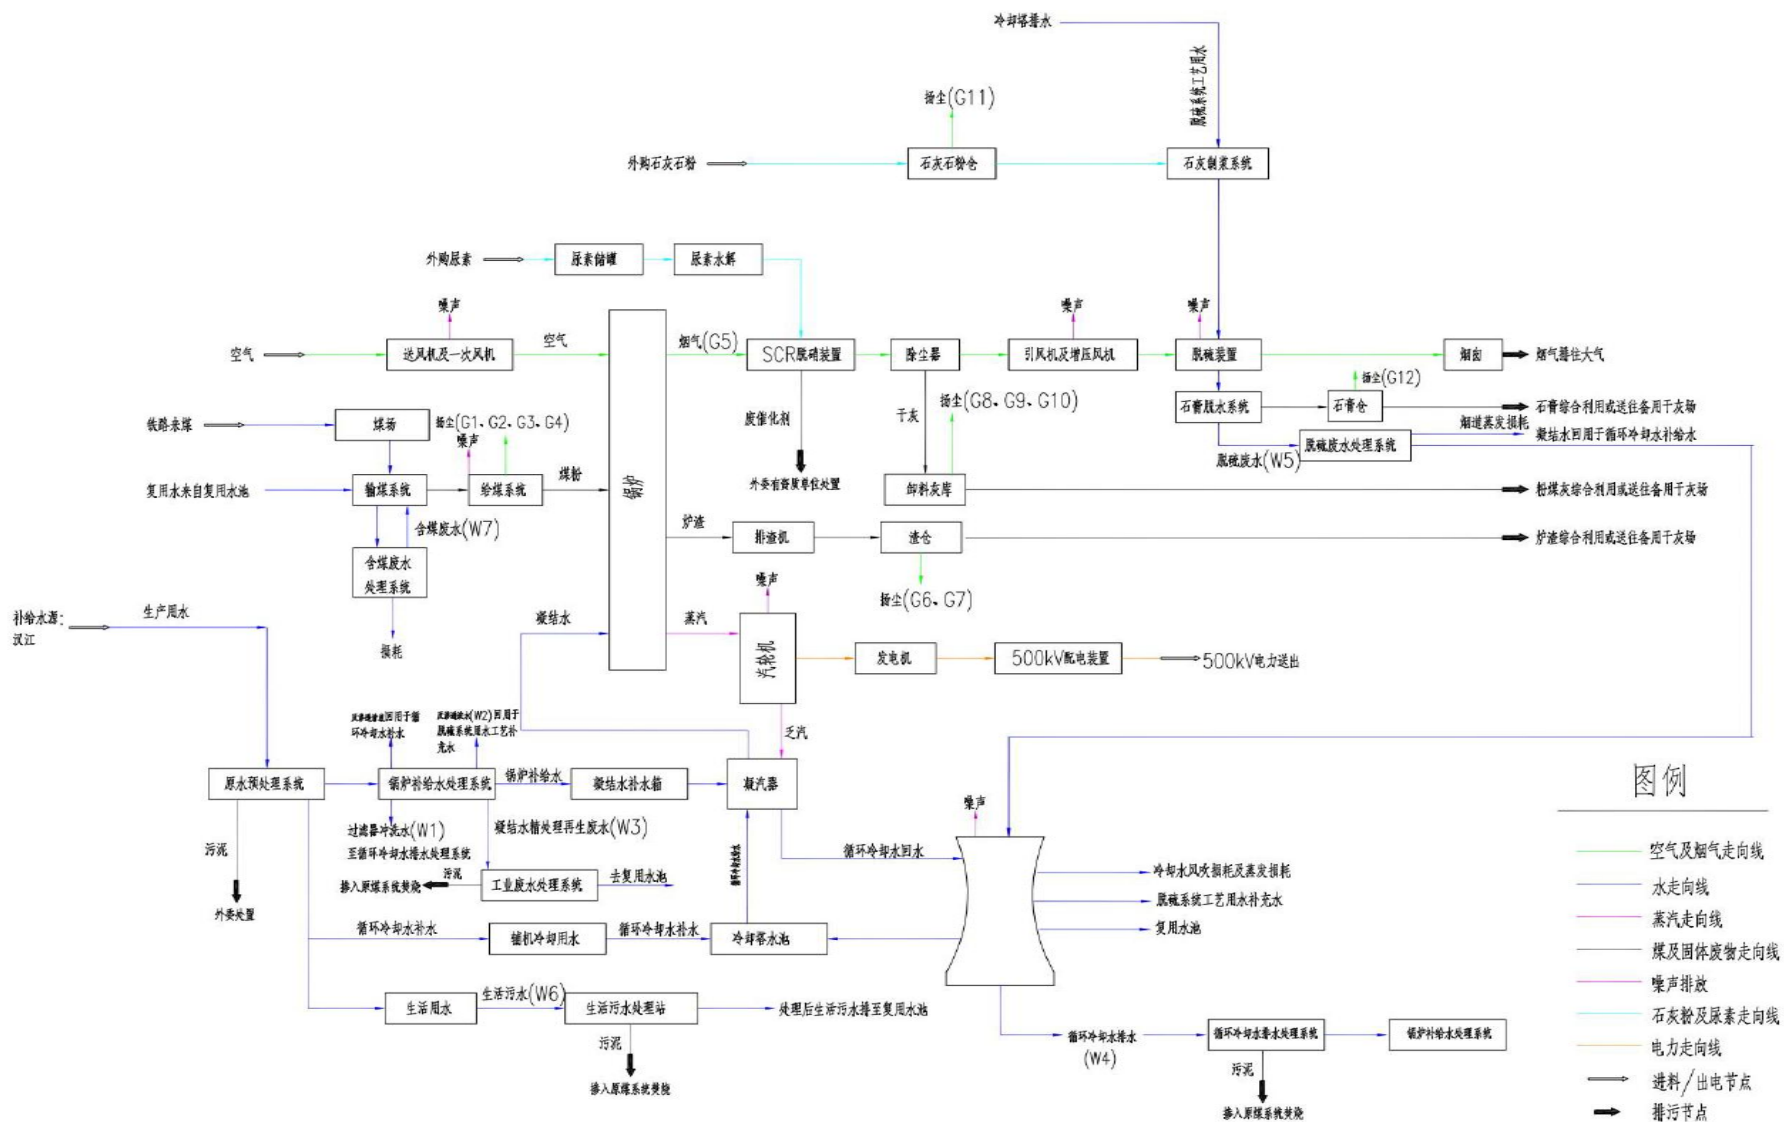 冷却塔排水
脱硫系统工艺用水
扬尘(G11)
外购石灰石粉
石灰石粉仓
石灰制浆系统
外购尿素
尿素储罐
尿素水解
噪声
噪声
噪声
空气
送风机及一次风机
空气
烟气(G5)
SCR脱硝装置
除尘器
引风机及增压风机
脱硫装置
烟囱
烟气排往大气
扬尘(G12)
铁路来煤
煤场
扬尘(G1、G2、G3、G4)
噪声
废催化剂
干灰
扬尘(G8、G9、G10)
石膏脱水系统
石膏仓
石膏综合利用或送往备用干灰场
烟道蒸发损耗
凝结水回用于循环冷却水补给水
脱硫废水(W5)
脱硫废水处理系统
复用水来自复用水池
输煤系统
给煤系统
煤粉
锅炉
外委有资质单位处置
卸料灰库
粉煤灰综合利用或送往备用干灰场
含煤废水(W7)
含煤废水
处理系统
炉渣
排渣机
渣仓
炉渣综合利用或送往备用干灰场
扬尘(G6、G7)
噪声
补给水源:
汉江
生产用水
损耗
凝结水
蒸汽
汽轮机
发电机
500kV配电装置
500kV电力送出
乏汽
回用于循
环冷却水补水
(W2)回用于
脱硫系统用水工艺补
充水
原水预处理系统
锅炉补给水处理系统
锅炉补给水
凝结水补水箱
凝汽器
过滤器冲洗水(W1)
至循环冷却水排水处理系统
凝结水精处理再生废水(W3)
循环冷却水回水
噪声
污泥
外委处置
污泥
掺入原煤系统焚烧
工业废水处理系统
去复用水池
循环冷却水补水
辅机冷却用水
循环冷却水补水
冷却塔水池
冷却水风吹损耗及蒸发损耗
脱硫系统工艺用水补充水
复用水池
生活用水
生活污水(W6)
生活污水处理站
处理后生活污水排至复用水池
污泥
掺入原煤系统焚烧
循环冷却水排水
(W4)
循环冷却水排水处理系统
锅炉补给水处理系统
污泥
掺入原煤系统焚烧
图例
空气及烟气走向线
水走向线
蒸汽走向线
煤及固体废物走向线
噪声排放
石灰粉及尿素走向线
电力走向线
进料/出电节点
排污节点